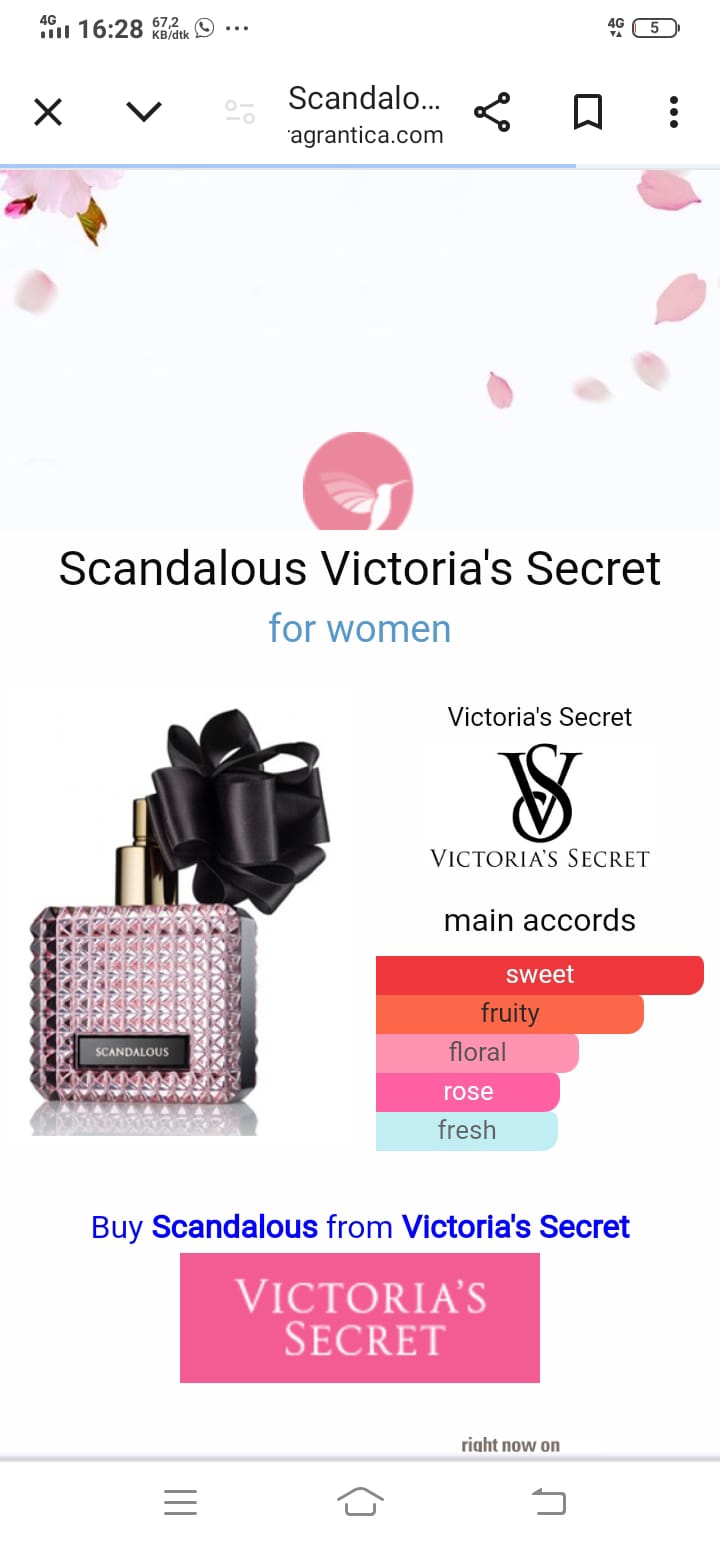 4G 16:28 67,2 KB/dtk ... 4G 5
Scandalo...
ragrantica.com
Scandalous Victoria's Secret
for women
Victoria's Secret
VS
VICTORIA'S SECRET
main accords
sweet
fruity
floral
rose
fresh
SCANDALOUS
Buy Scandalous from Victoria's Secret
VICTORIA'S
SECRET
right now on